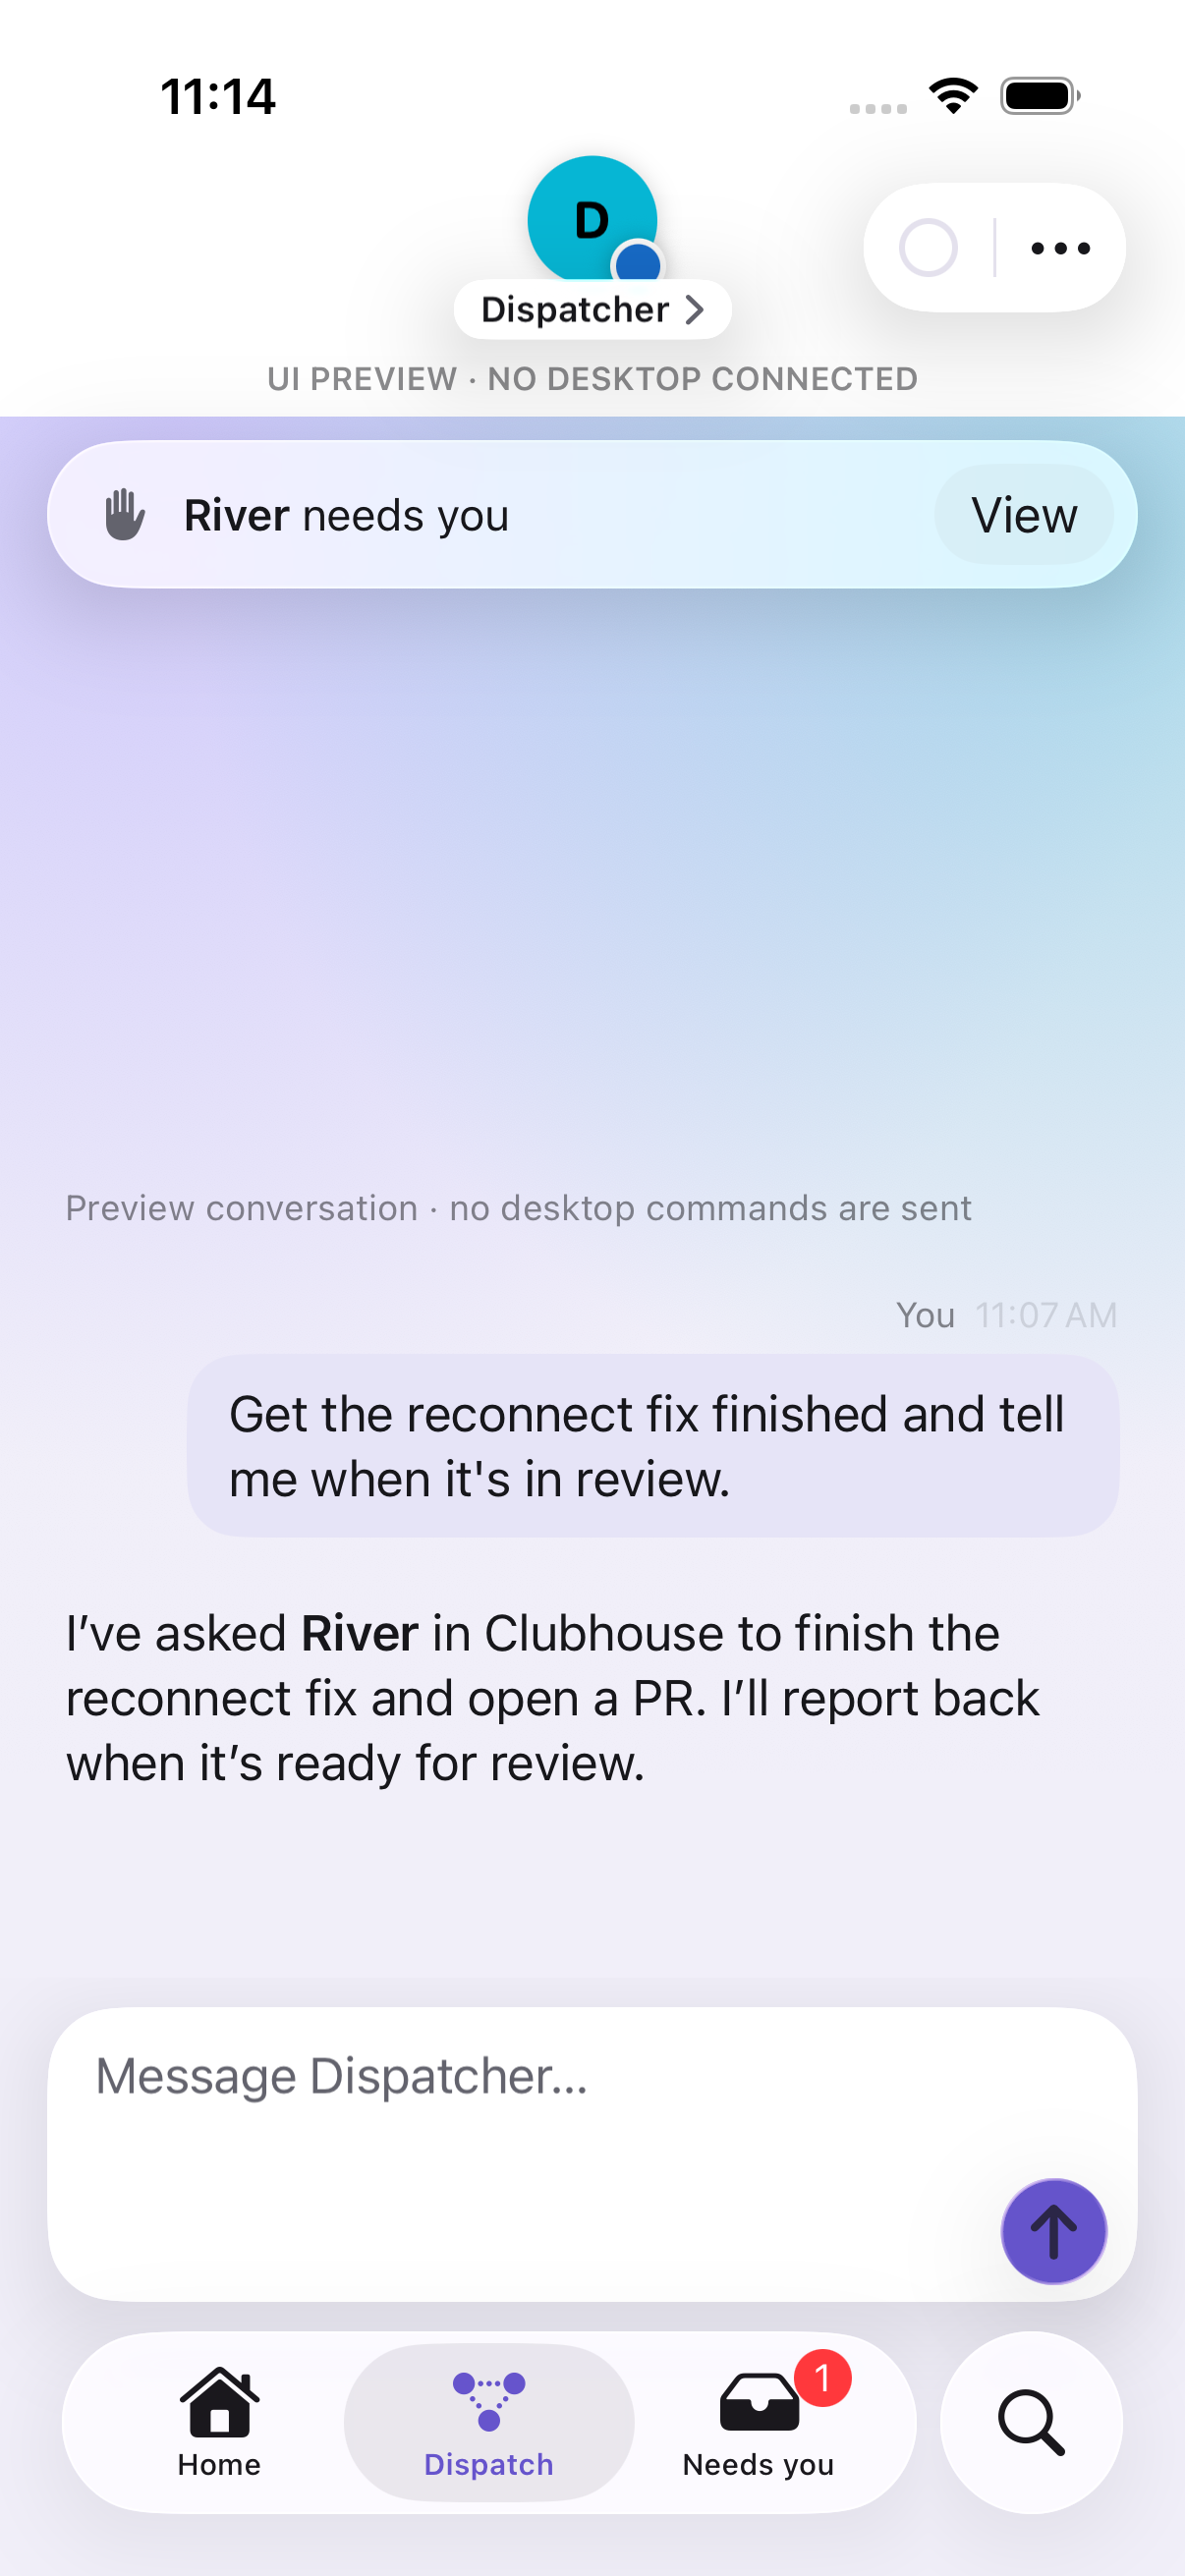 11:14
D
Dispatcher
UI PREVIEW · NO DESKTOP CONNECTED
River needs you
View
Preview conversation · no desktop commands are sent
You 11:07 AM
Get the reconnect fix finished and tell
me when it's in review.
I’ve asked River in Clubhouse to finish the
reconnect fix and open a PR. I’ll report back
when it’s ready for review.
Message Dispatcher...
1
Home
Dispatch
Needs you